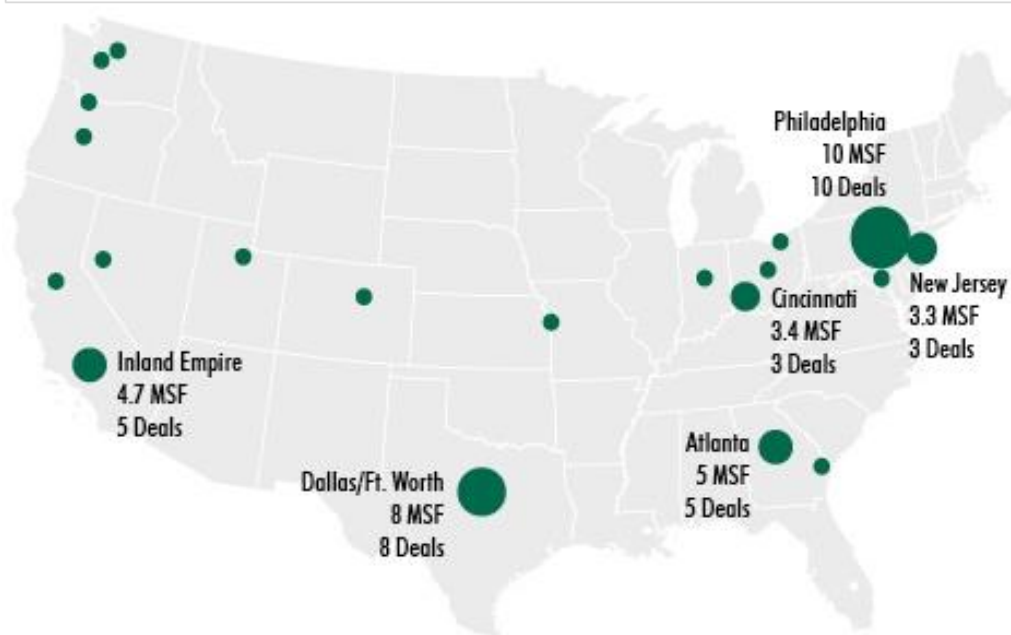 Philadelphia
10 MSF
10 Deals
New Jersey
3.3 MSF
3 Deals
Cincinnati
3.4 MSF
3 Deals
Inland Empire
4.7 MSF
5 Deals
Atlanta
5 MSF
5 Deals
Dallas/Ft. Worth
8 MSF
8 Deals